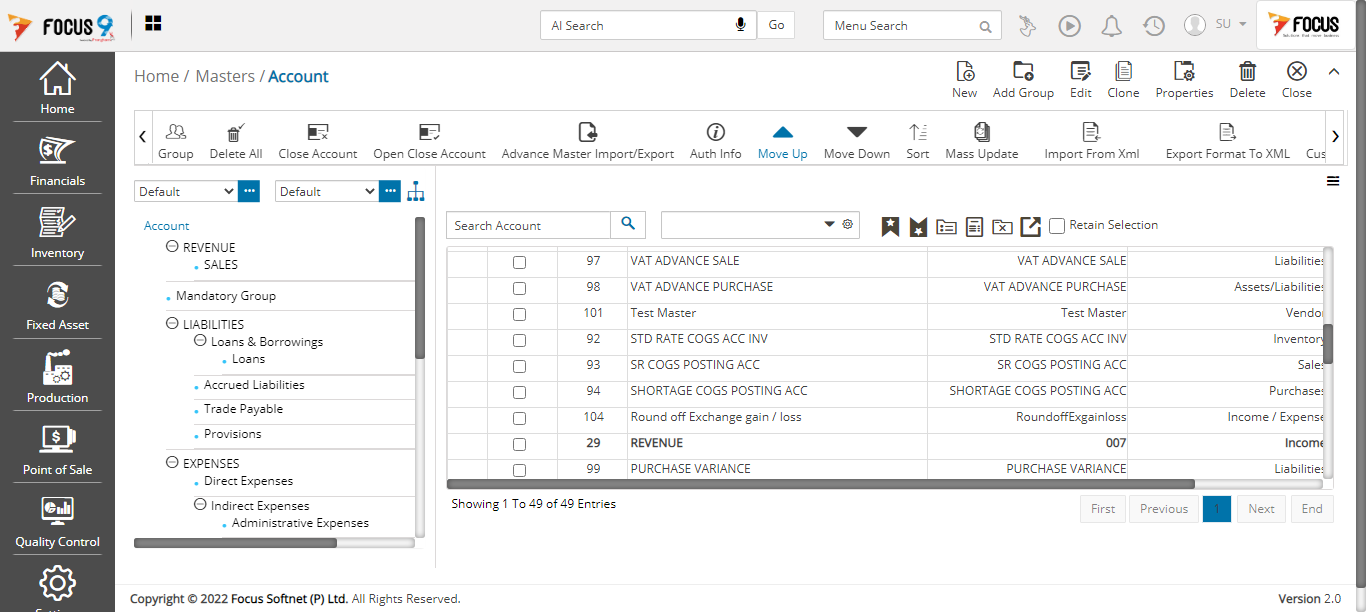 FOCUS 9
AI Search
Go
Menu Search
SU
FOCUS
Home / Masters / Account
New
Add Group
Edit
Clone
Properties
Delete
Close
Group
Delete All
Close Account
Open Close Account
Advance Master Import/Export
Auth Info
Move Up
Move Down
Sort
Mass Update
Import From Xml
Export Format To XML
Cus
Home
Financials
Inventory
Fixed Asset
Production
Point of Sale
Quality Control
Default
Default
Account
REVENUE
SALES
Mandatory Group
LIABILITIES
Loans & Borrowings
Loans
Accrued Liabilities
Trade Payable
Provisions
EXPENSES
Direct Expenses
Indirect Expenses
Administrative Expenses
Search Account
Retain Selection
97 VAT ADVANCE SALE VAT ADVANCE SALE Liabilities
98 VAT ADVANCE PURCHASE VAT ADVANCE PURCHASE Assets/Liabilities
101 Test Master Test Master Vendor
92 STD RATE COGS ACC INV STD RATE COGS ACC INV Inventory
93 SR COGS POSTING ACC SR COGS POSTING ACC Sales
94 SHORTAGE COGS POSTING ACC SHORTAGE COGS POSTING ACC Purchases
104 Round off Exchange gain / loss RoundoffExgainloss Income / Expense
29 REVENUE 007 Income
99 PURCHASE VARIANCE PURCHASE VARIANCE Liabilities
Showing 1 To 49 of 49 Entries
First
Previous
1
Next
End
Copyright © 2022 Focus Softnet (P) Ltd. All Rights Reserved.
Version 2.0